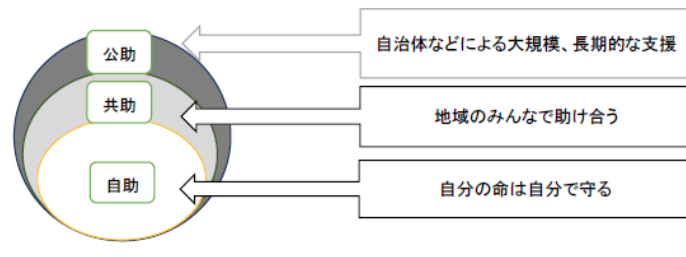 公助
自治体などによる大規模、長期的な支援
共助
地域のみんなで助け合う
自助
自分の命は自分で守る